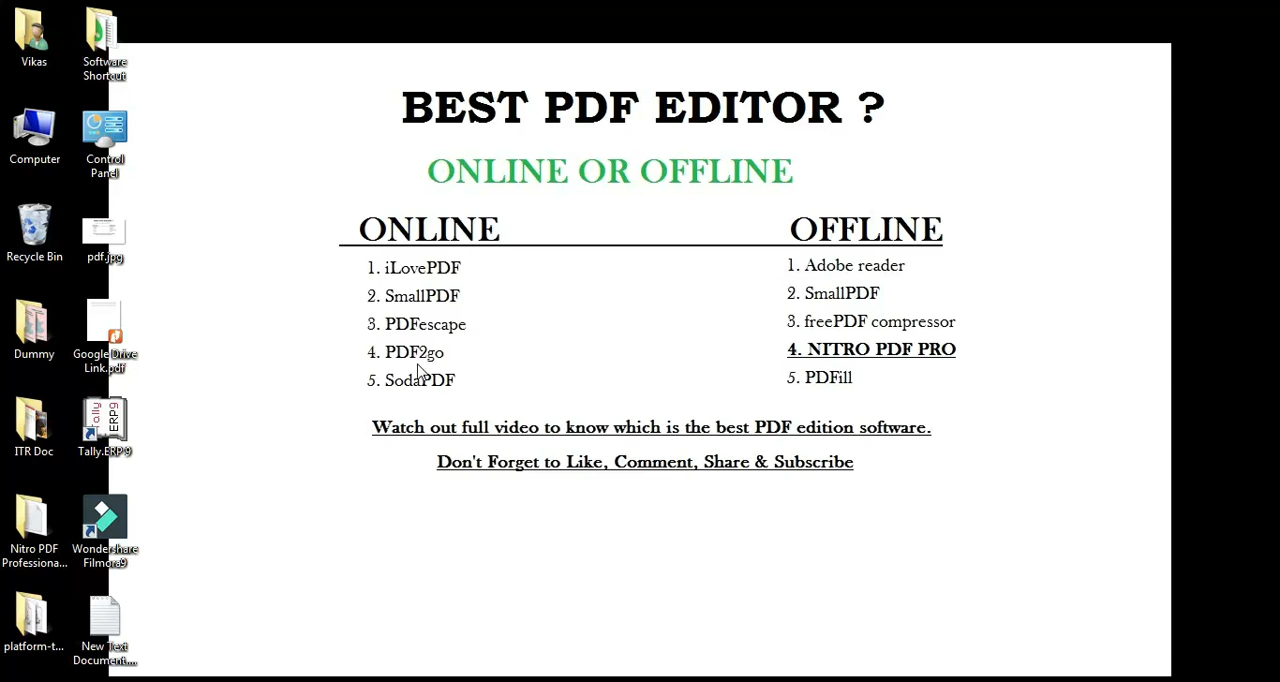 Vikas
Software
Shortcut
Computer
Control
Panel
Recycle Bin
pdf.jpg
Dummy
Google Drive
Link.pdf
ITR Doc
Tally
ERP9
Tally.ERP 9
Nitro PDF
Professiona...
Wondershare
Filmora9
platform-t...
New Text
Document....
BEST PDF EDITOR ?
ONLINE OR OFFLINE
ONLINE
1. iLovePDF
2. SmallPDF
3. PDFescape
4. PDF2go
5. SodaPDF
OFFLINE
1. Adobe reader
2. SmallPDF
3. freePDF compressor
4. NITRO PDF PRO
5. PDFill
Watch out full video to know which is the best PDF edition software.
Don't Forget to Like, Comment, Share & Subscribe